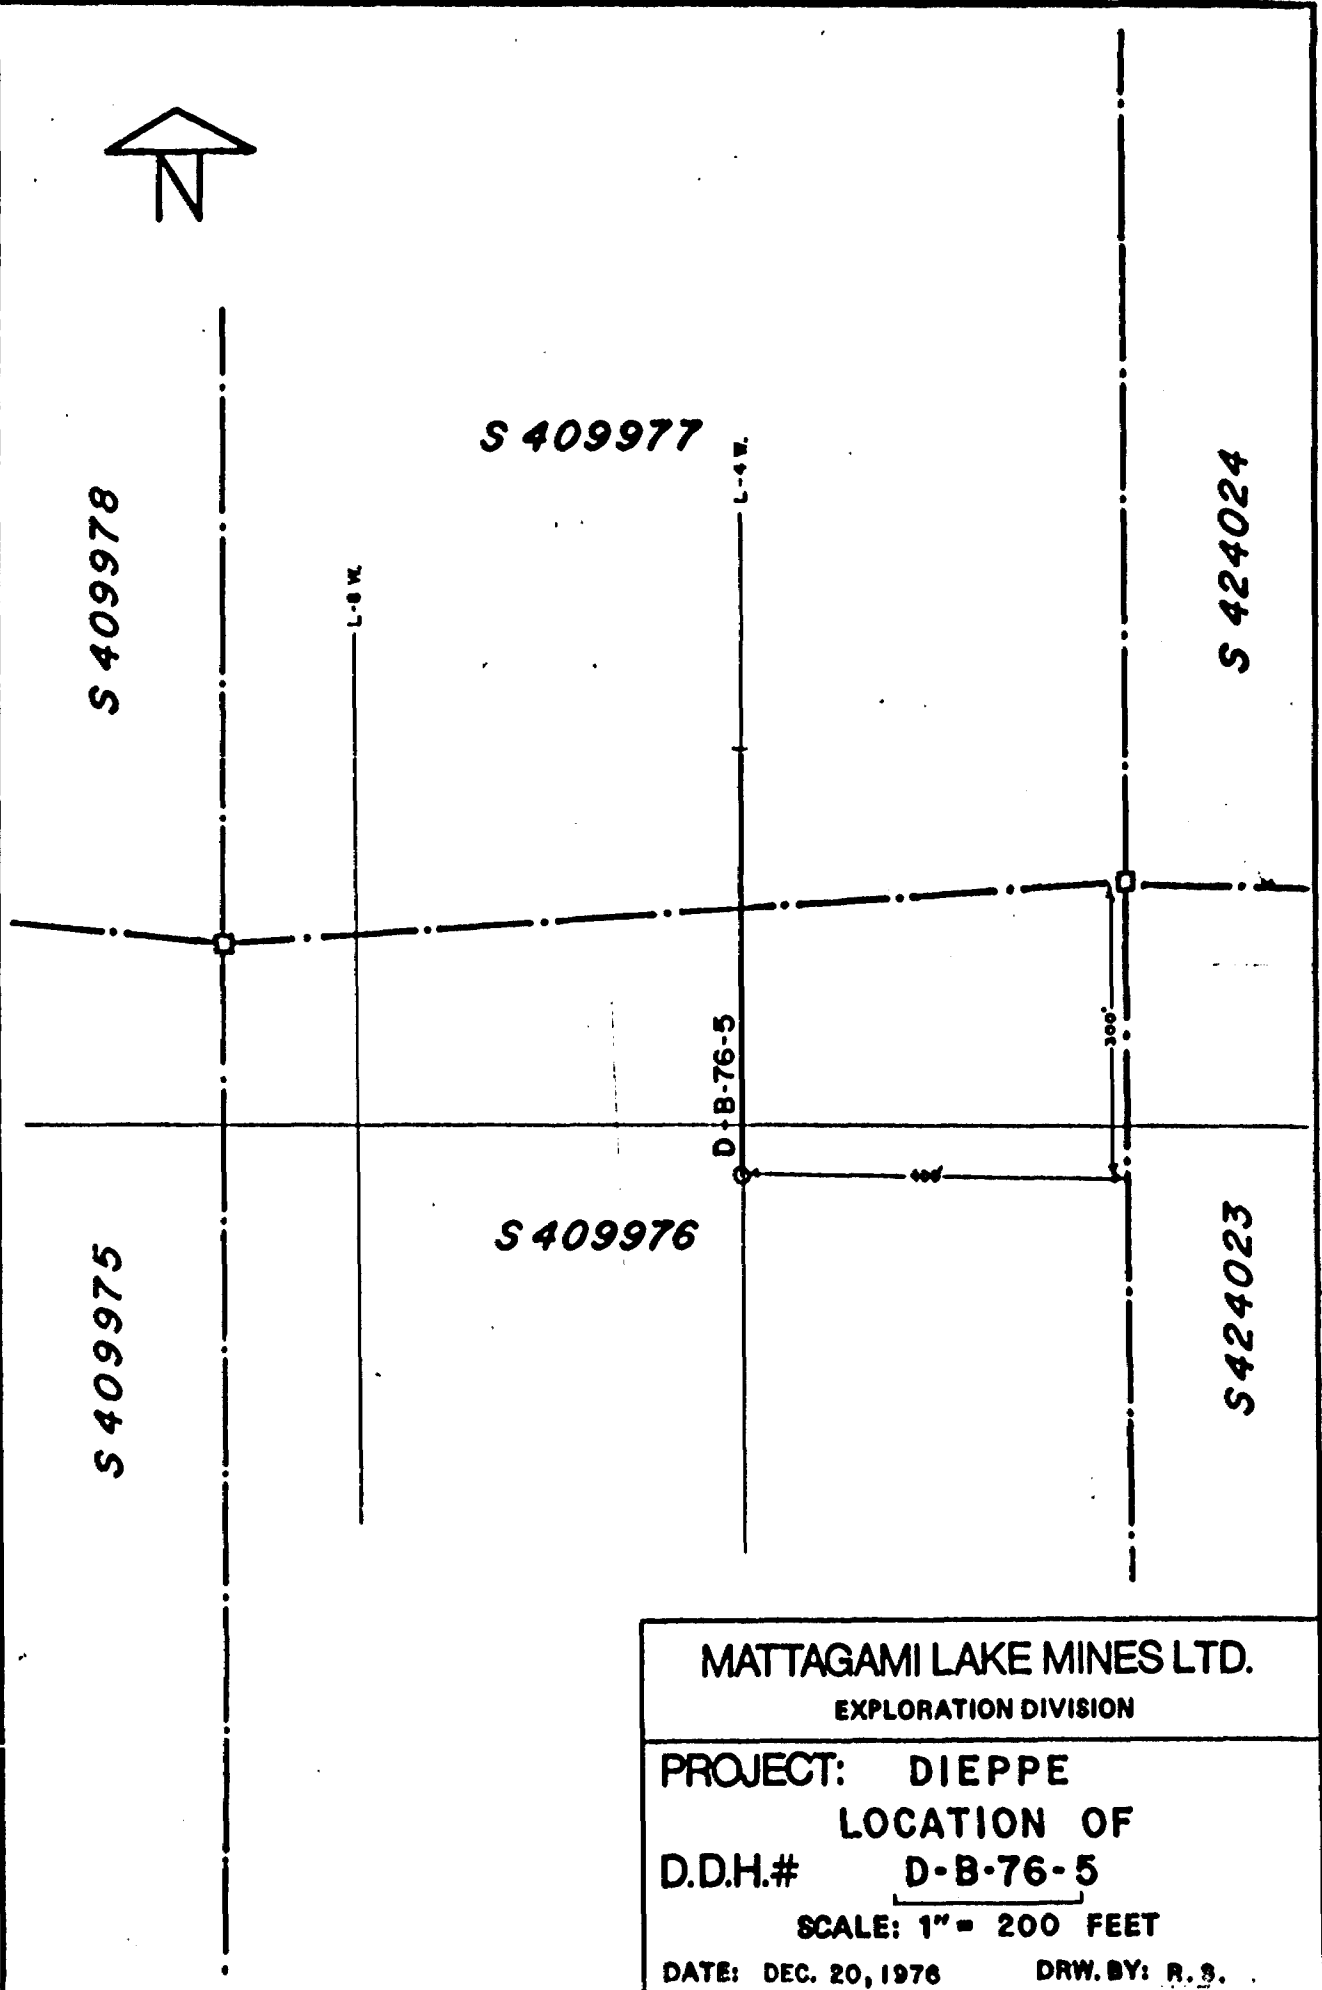 N
S 409977
L-4 W.
S 409978
S 424024
L-8 W.
300'
D-B-76-5
400'
S 409976
S 409975
S 424023
MATTAGAMI LAKE MINES LTD.
EXPLORATION DIVISION
PROJECT: DIEPPE
LOCATION OF
D.D.H.# D-B-76-5
SCALE: 1" = 200 FEET
DATE: DEC. 20, 1976 DRW. BY: R.S.